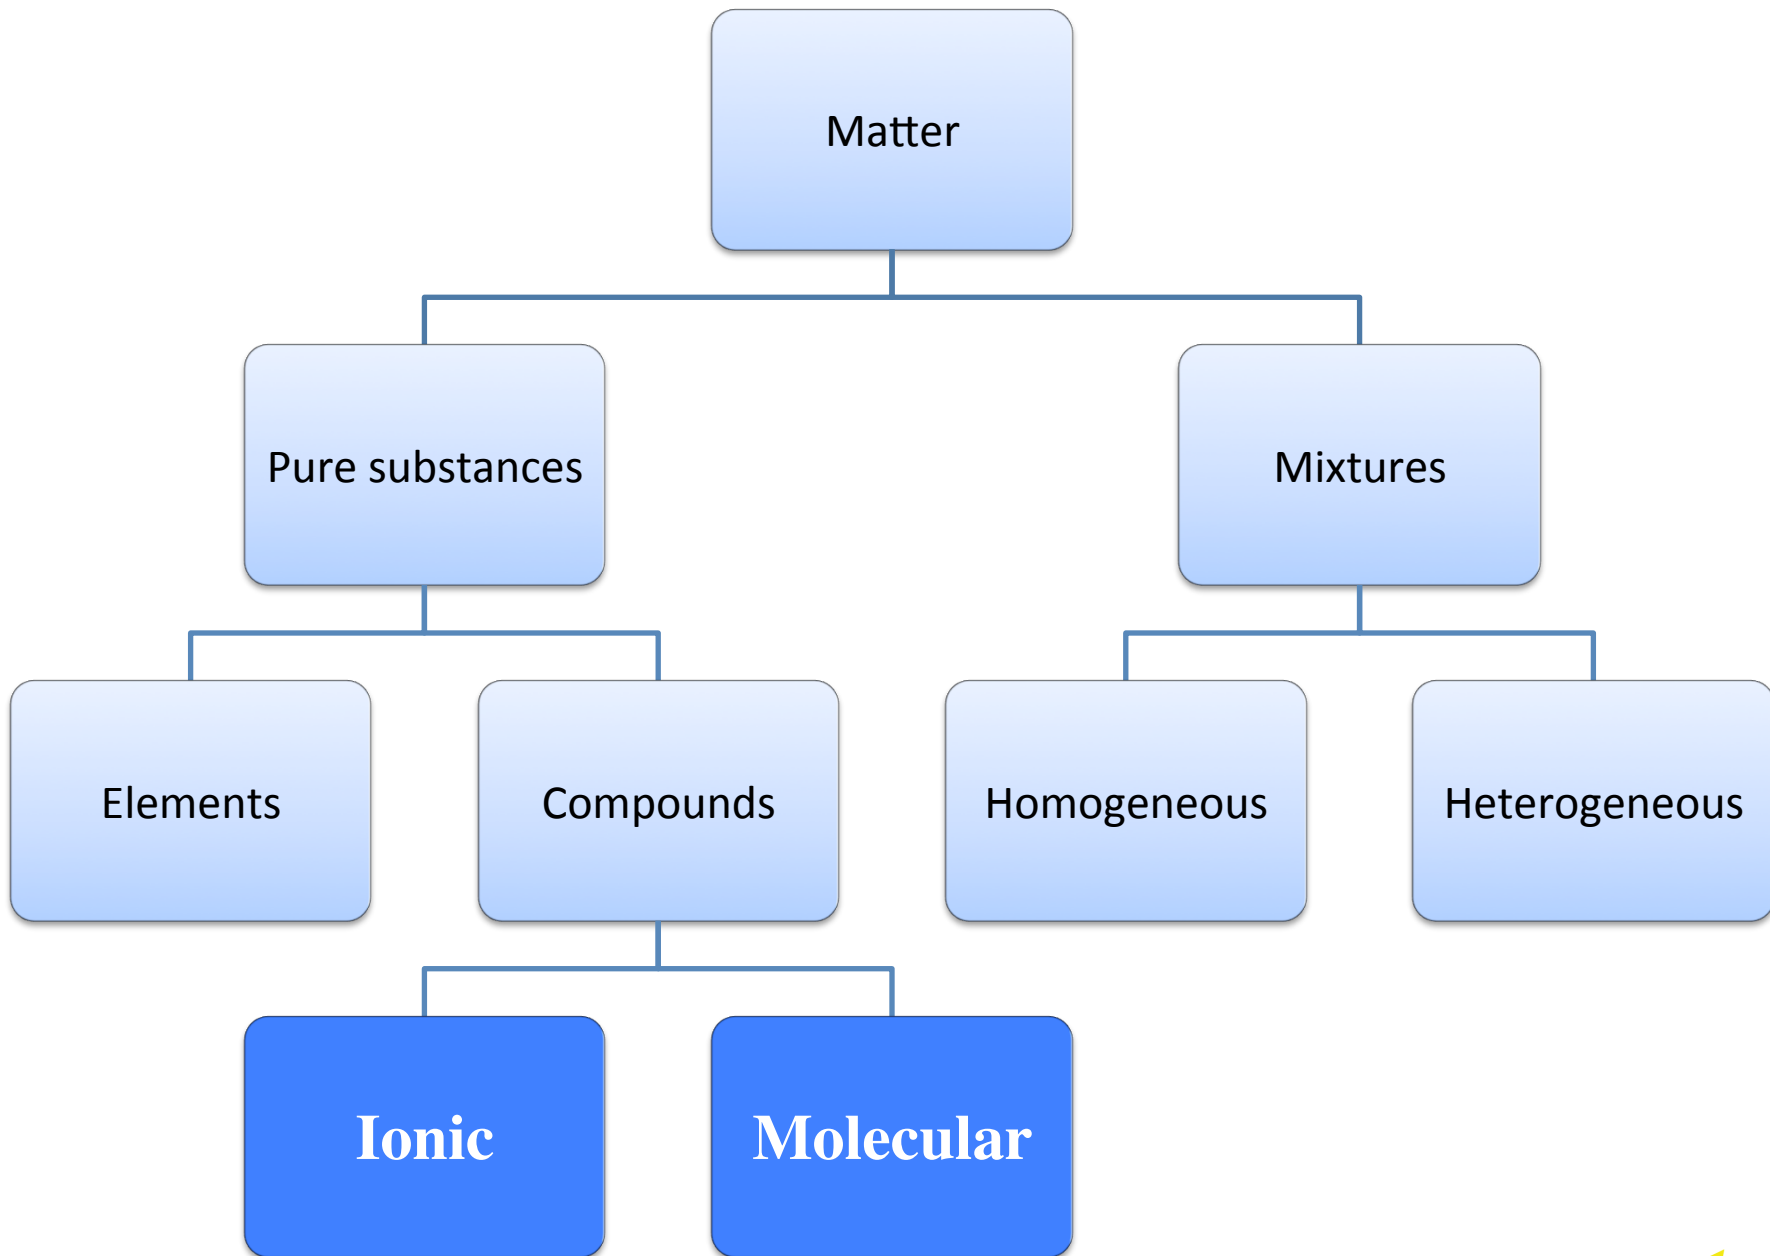 Matter
Pure substances
Mixtures
Elements
Compounds
Homogeneous
Heterogeneous
Ionic
Molecular